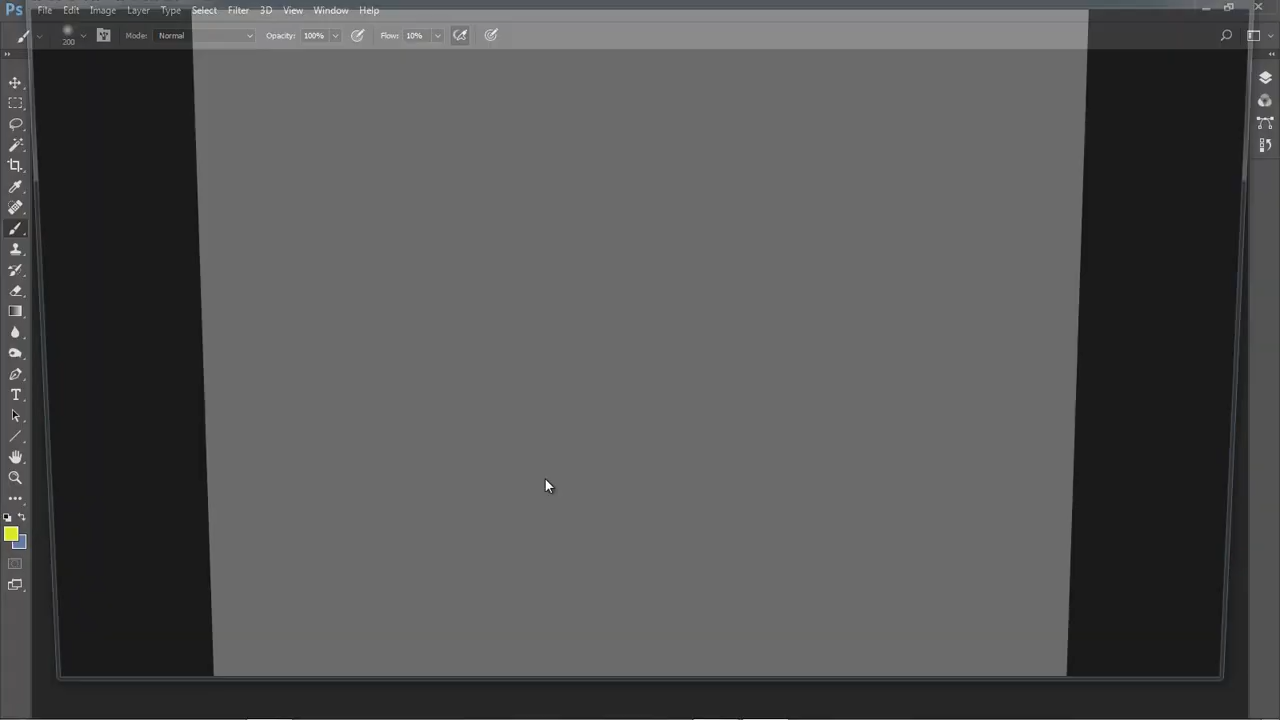 Ps File Edit Image Layer Type Select Filter 3D View Window Help
200 Mode: Normal Opacity: 100% Flow: 10%
T